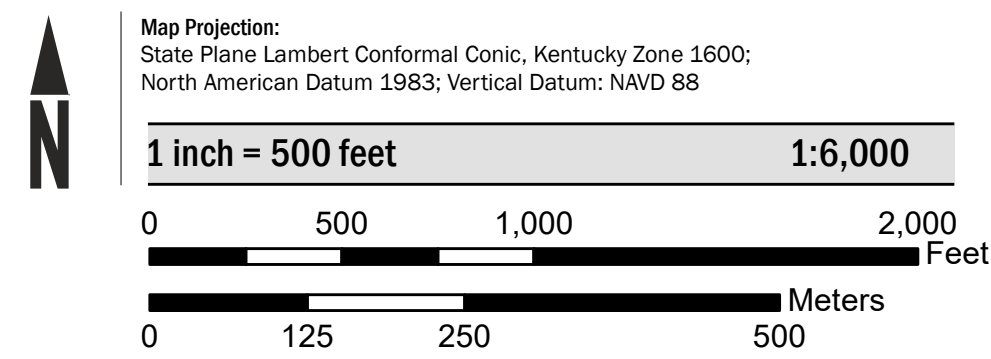 N
Map Projection:
State Plane Lambert Conformal Conic, Kentucky Zone 1600;
North American Datum 1983; Vertical Datum: NAVD 88
1 inch = 500 feet 1:6,000
0 500 1,000 2,000
Feet
Meters
0 125 250 500